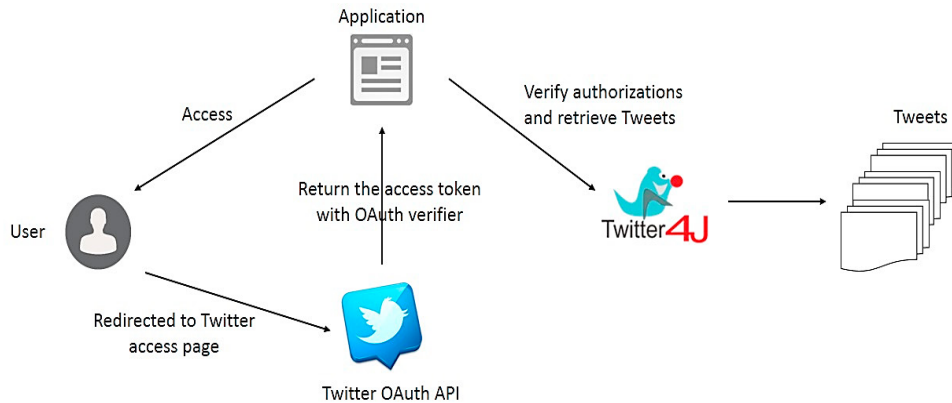 Application
Access
Verify authorizations
and retrieve Tweets
Tweets
Return the access token
with OAuth verifier
User
Twitter4J
Redirected to Twitter
access page
Twitter OAuth API